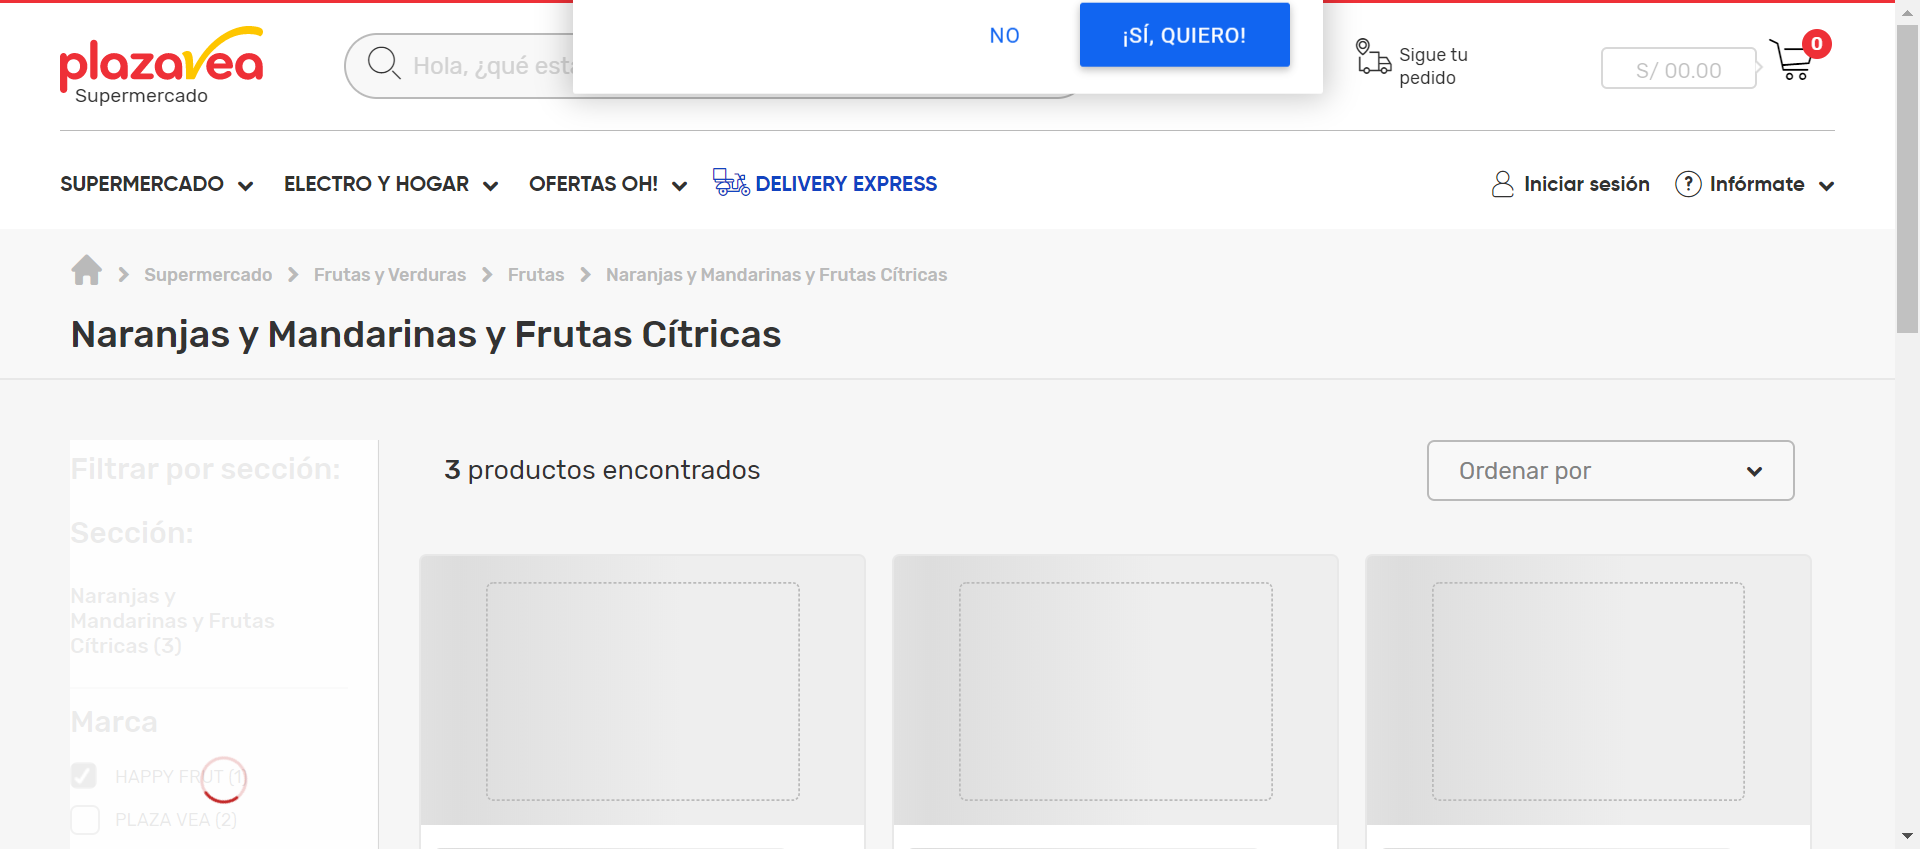 NO
¡SÍ, QUIERO!
plazavea
Supermercado
Hola, ¿qué est
Sigue tu
pedido
S/ 00.00
0
SUPERMERCADO
ELECTRO Y HOGAR
OFERTAS OH!
DELIVERY EXPRESS
Iniciar sesión
? Infórmate
Supermercado
Frutas y Verduras
Frutas
Naranjas y Mandarinas y Frutas Cítricas
Naranjas y Mandarinas y Frutas Cítricas
Filtrar por sección:
3 productos encontrados
Ordenar por
Sección:
Naranjas y
Mandarinas y Frutas
Cítricas (3)
Marca
HAPPY FRUT (1)
PLAZA VEA (2)